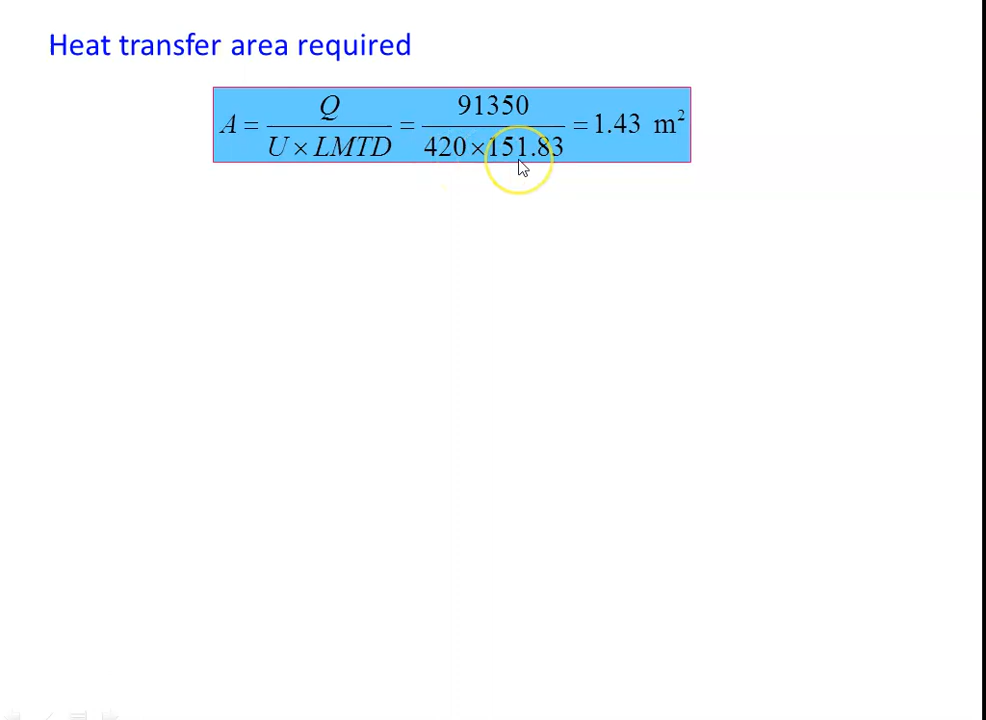 Heat transfer area required
A = Q / (U × LMTD) = 91350 / (420 × 151.83) = 1.43 m²